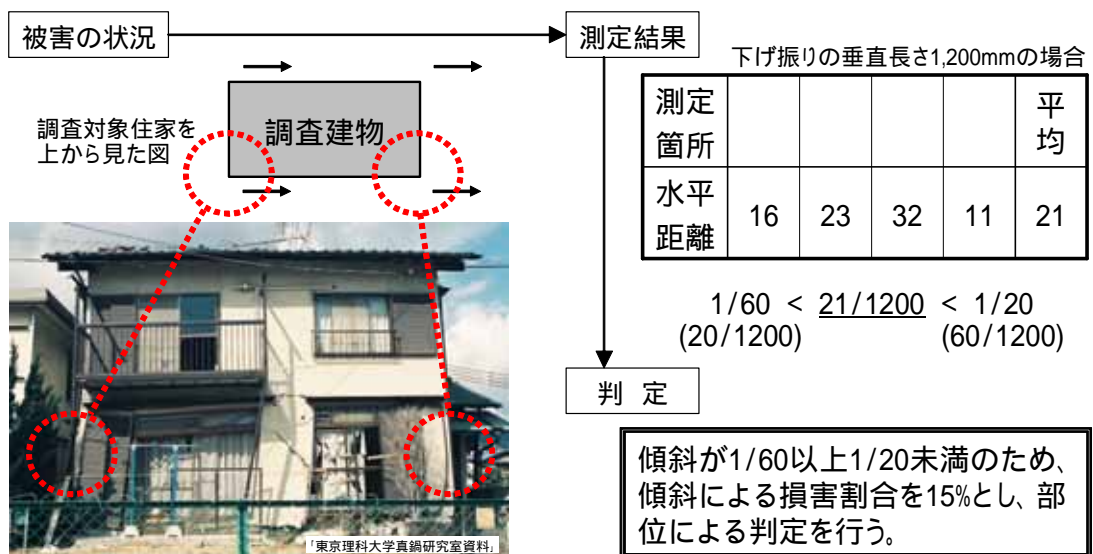 被害の状況
測定結果
下げ振りの垂直長さ1,200mmの場合
調査対象住家を
上から見た図
調査建物
測定
箇所
平
均
水平
距離
16 23 32 11 21
1/60 < 21/1200 < 1/20
(20/1200) (60/1200)
判 定
傾斜が1/60以上1/20未満のため、
傾斜による損害割合を15%とし、部
位による判定を行う。
「東京理科大学真鍋研究室資料」